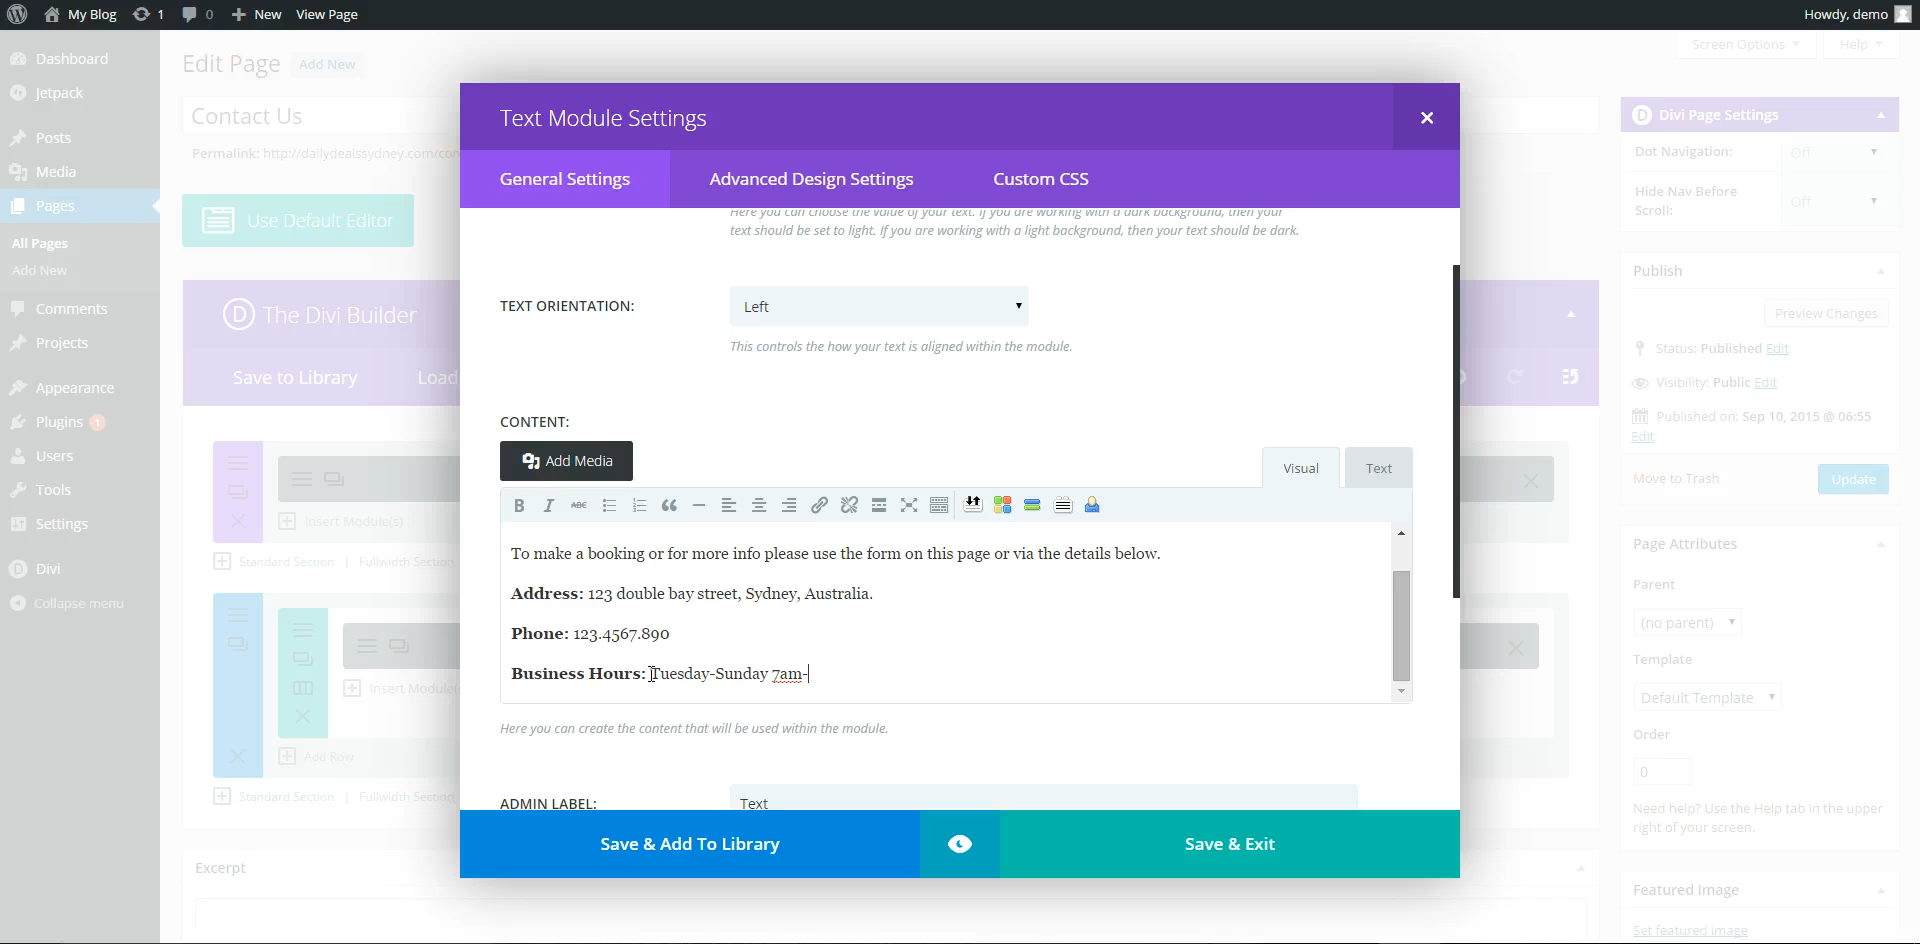 My Blog 1 0 New View Page Howdy, demo
Dashboard
Jetpack
Posts
Media
Pages
All Pages
Add New
Comments
Projects
Appearance
Plugins 1
Users
Tools
Settings
Divi
Collapse menu
Edit Page Add New
Screen Options Help
Contact Us
Permalink: http://dailydealssydney.com/con
Use Default Editor
The Divi Builder
Save to Library Load
Insert Module(s)
Standard Section | Fullwidth Section
Insert Module(s
Add Row
Standard Section | Fullwidth Section
Excerpt
Text Module Settings
General Settings Advanced Design Settings Custom CSS
Here you can choose the value of your text. If you are working with a dark background, then your
text should be set to light. If you are working with a light background, then your text should be dark.
TEXT ORIENTATION: Left
This controls the how your text is aligned within the module.
CONTENT:
Add Media
Visual Text
B I ABC
To make a booking or for more info please use the form on this page or via the details below.
Address: 123 double bay street, Sydney, Australia.
Phone: 123.4567.890
Business Hours: Tuesday-Sunday 7am-
Here you can create the content that will be used within the module.
ADMIN LABEL: Text
Save & Add To Library Save & Exit
D Divi Page Settings
Dot Navigation: Off
Hide Nav Before
Scroll: Off
Publish
Preview Changes
Status: Published Edit
Visibility: Public Edit
Published on: Sep 10, 2015 @ 06:55
Edit
Move to Trash Update
Page Attributes
Parent
(no parent)
Template
Default Template
Order
0
Need help? Use the Help tab in the upper
right of your screen.
Featured Image
Set featured image